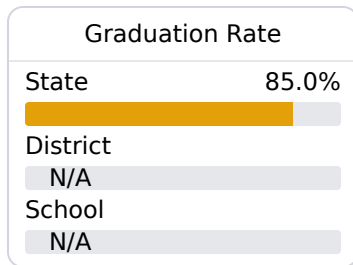 Graduation Rate
State 85.0%
District
N/A
School
N/A